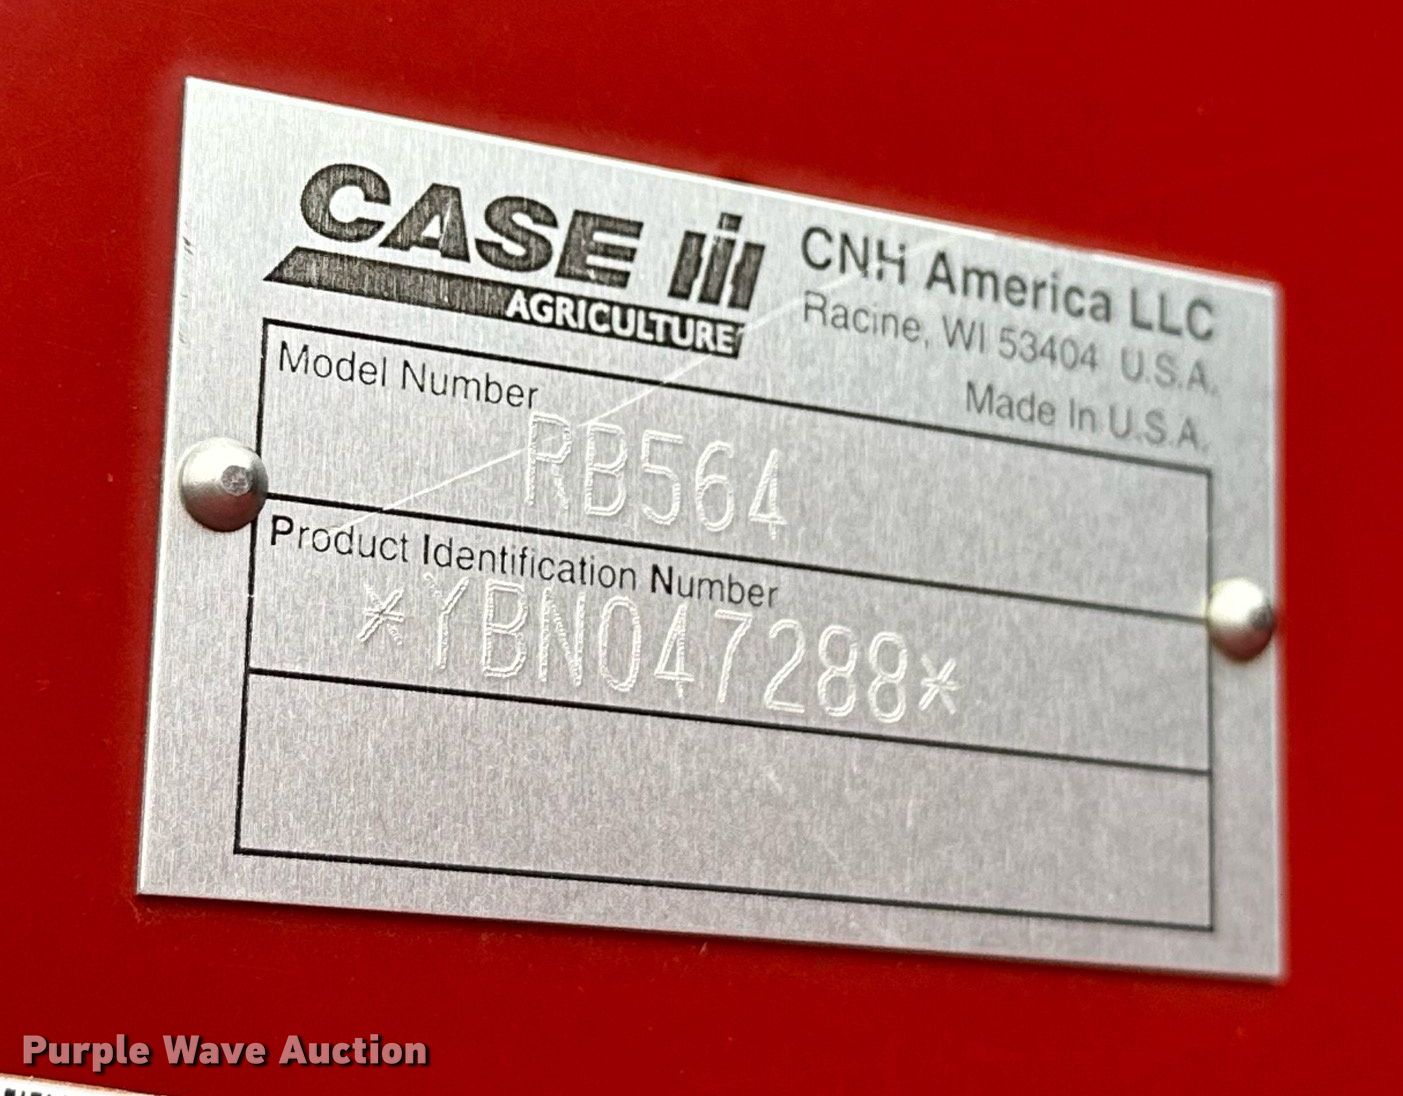 CASE IH
AGRICULTURE
CNH America LLC
Racine, WI 53404 U.S.A.
Made In U.S.A.
Model Number
RB564
Product Identification Number
*YBN047288*
Purple Wave Auction